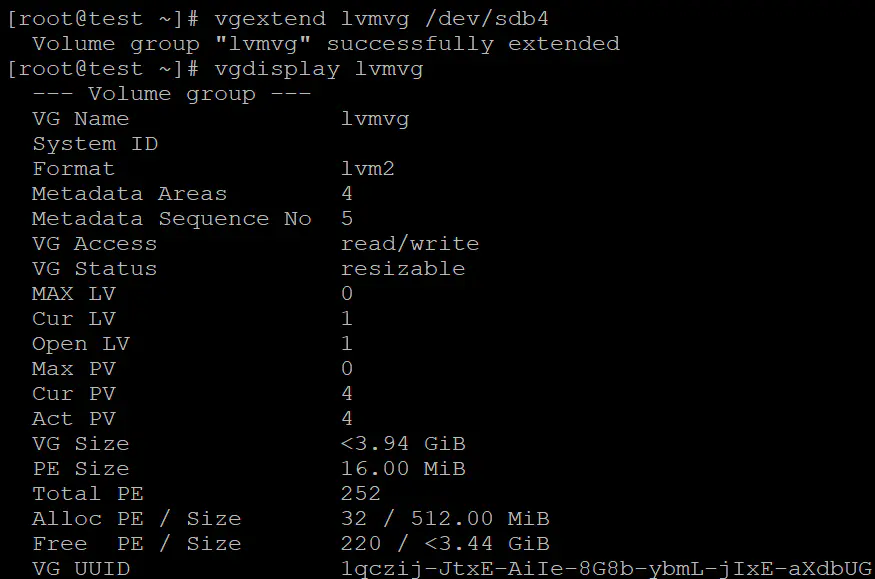 [root@test ~]# vgextend lvmvg /dev/sdb4
  Volume group "lvmvg" successfully extended
[root@test ~]# vgdisplay lvmvg
  --- Volume group ---
  VG Name               lvmvg
  System ID
  Format                lvm2
  Metadata Areas        4
  Metadata Sequence No  5
  VG Access             read/write
  VG Status             resizable
  MAX LV                0
  Cur LV                1
  Open LV               1
  Max PV                0
  Cur PV                4
  Act PV                4
  VG Size               <3.94 GiB
  PE Size               16.00 MiB
  Total PE              252
  Alloc PE / Size       32 / 512.00 MiB
  Free  PE / Size       220 / <3.44 GiB
  VG UUID               1qczij-JtxE-AiIe-8G8b-ybmL-jIxE-aXdbUG